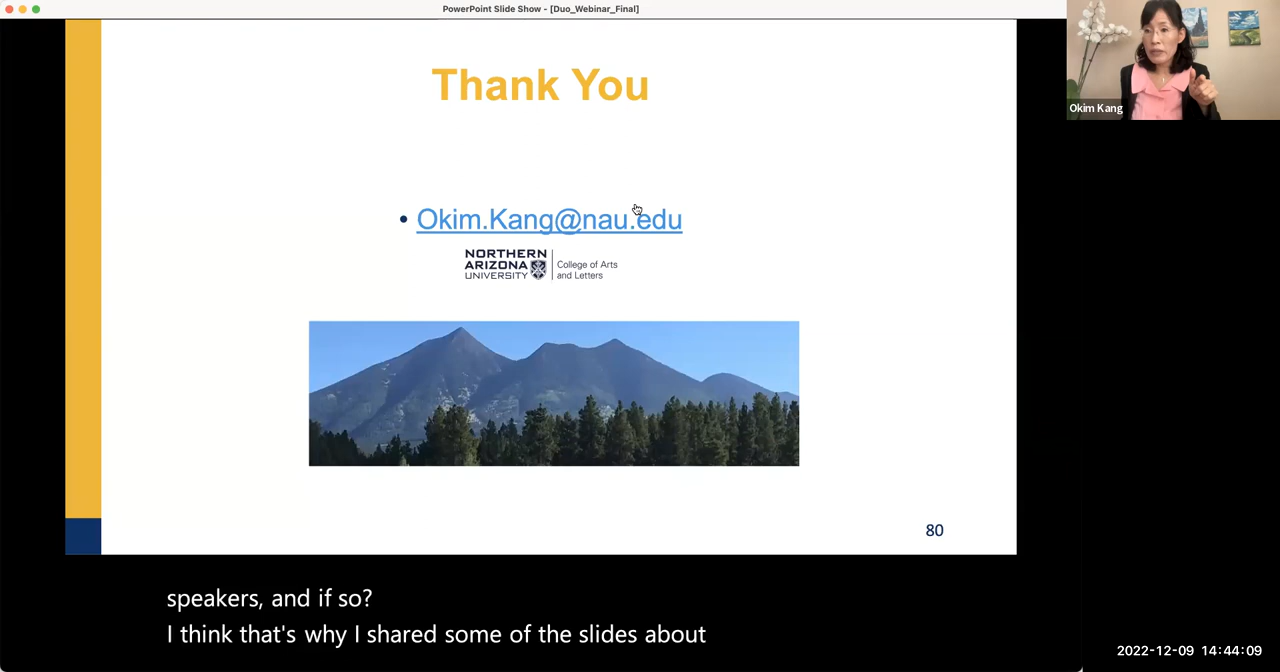 PowerPoint Slide Show - [Duo_Webinar_Final]
Thank You
• Okim.Kang@nau.edu
NORTHERN
ARIZONA
UNIVERSITY
College of Arts
and Letters
80
Okim Kang
speakers, and if so?
I think that's why I shared some of the slides about
2022-12-09 14:44:09